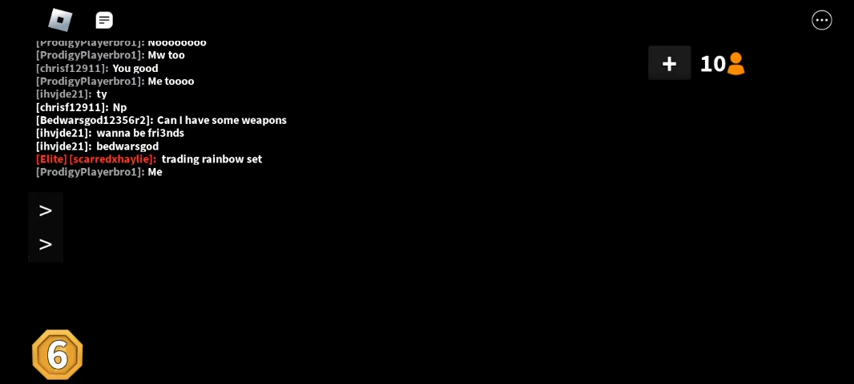 [ProdigyPlayerbro1]: Noooooooo
[ProdigyPlayerbro1]: Mw too
[chrisf12911]: You good
[ProdigyPlayerbro1]: Me toooo
[ihvjde21]: ty
[chrisf12911]: Np
[Bedwarsgod12356r2]: Can I have some weapons
[ihvjde21]: wanna be fri3nds
[ihvjde21]: bedwarsgod
[Elite] [scarredxhaylie]: trading rainbow set
[ProdigyPlayerbro1]: Me
+ 10
>
>
6